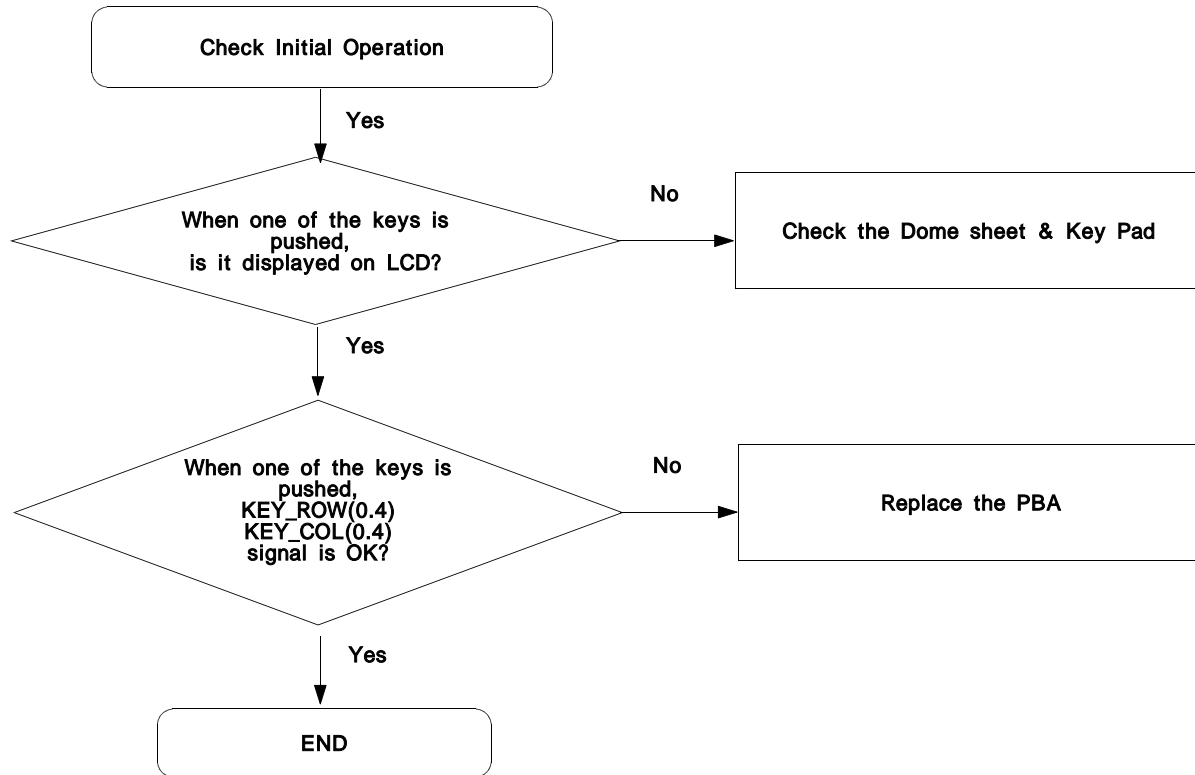 Check Initial Operation
Yes
When one of the keys is
pushed,
is it displayed on LCD?
No
Check the Dome sheet & Key Pad
Yes
When one of the keys is
pushed,
KEY_ROW(0.4)
KEY_COL(0.4)
signal is OK?
No
Replace the PBA
Yes
END